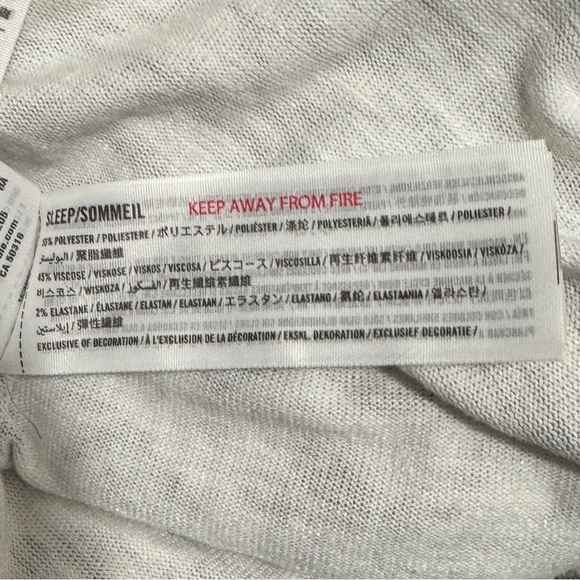 SLEEP/SOMMEIL KEEP AWAY FROM FIRE
53% POLYESTER / POLIESTERE / ポリエステル / POLIÉSTER / 涤纶 / POLYESTERIÄ / 폴리에스테르 / POLIESTER
/ البوليستر / 聚脂纖維
45% VISCOSE / VISKOSE / VISKOS / VISCOSA / ビスコース / VISCOSILLA / 再生纤维素纤维 / VISKOOSIA / VISKÓZA /
비스코스 / WISKOZA / الفسكوز / 再生纖維素纖維
2% ELASTANE / ÉLASTANE / ELASTAN / ELASTAAN / エラスタン / ELASTANO / 氨纶 / ELASTAANIA / 엘라스탄 /
إيلاستين / 彈性纖維
EXCLUSIVE OF DECORATION / À L'EXCLUSION DE LA DÉCORATION / EKSKL. DEKORATION / EXCLUSIEF DECORATIE /
CA 90310